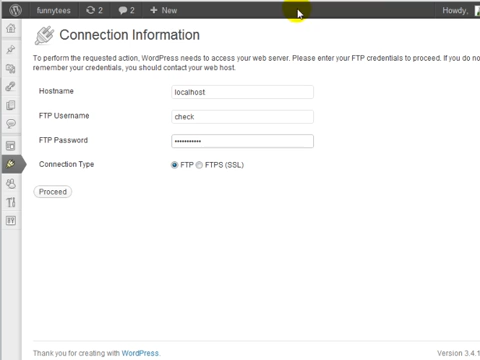 funnytees 2 2 + New Howdy,
Connection Information
To perform the requested action, WordPress needs to access your web server. Please enter your FTP credentials to proceed. If you do no
remember your credentials, you should contact your web host.
Hostname localhost
FTP Username check
FTP Password •••••••••••
Connection Type FTP FTPS (SSL)
Proceed
Thank you for creating with WordPress. Version 3.4.1